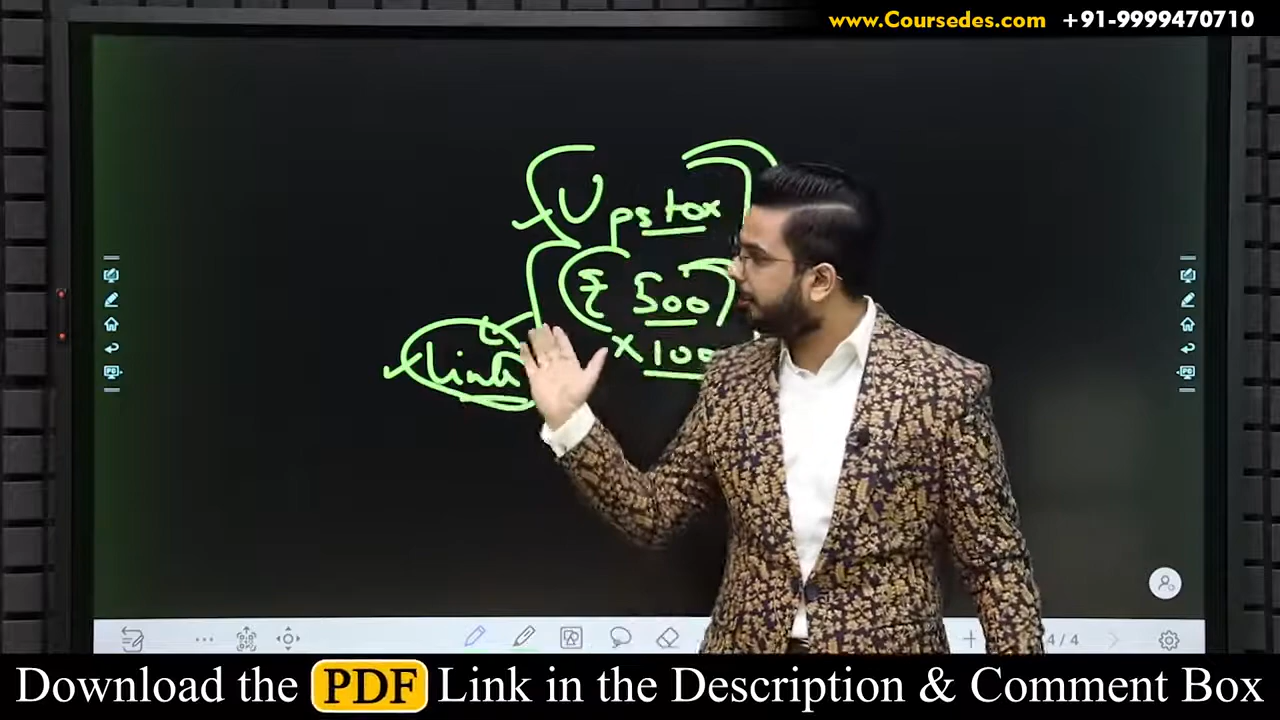 www.Coursedes.com +91-9999470710
Upstox
₹ 500
× 100
Link
4 / 4
Download the PDF Link in the Description & Comment Box